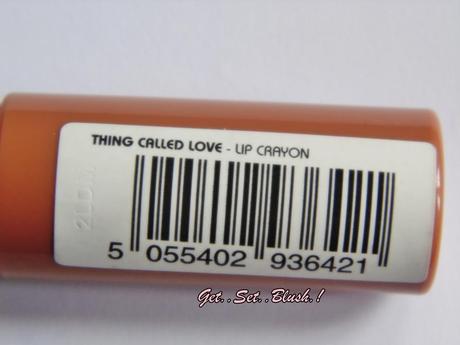 THING CALLED LOVE - LIP CRAYON
5 055402 936421
Get. . Set. . Blush. !